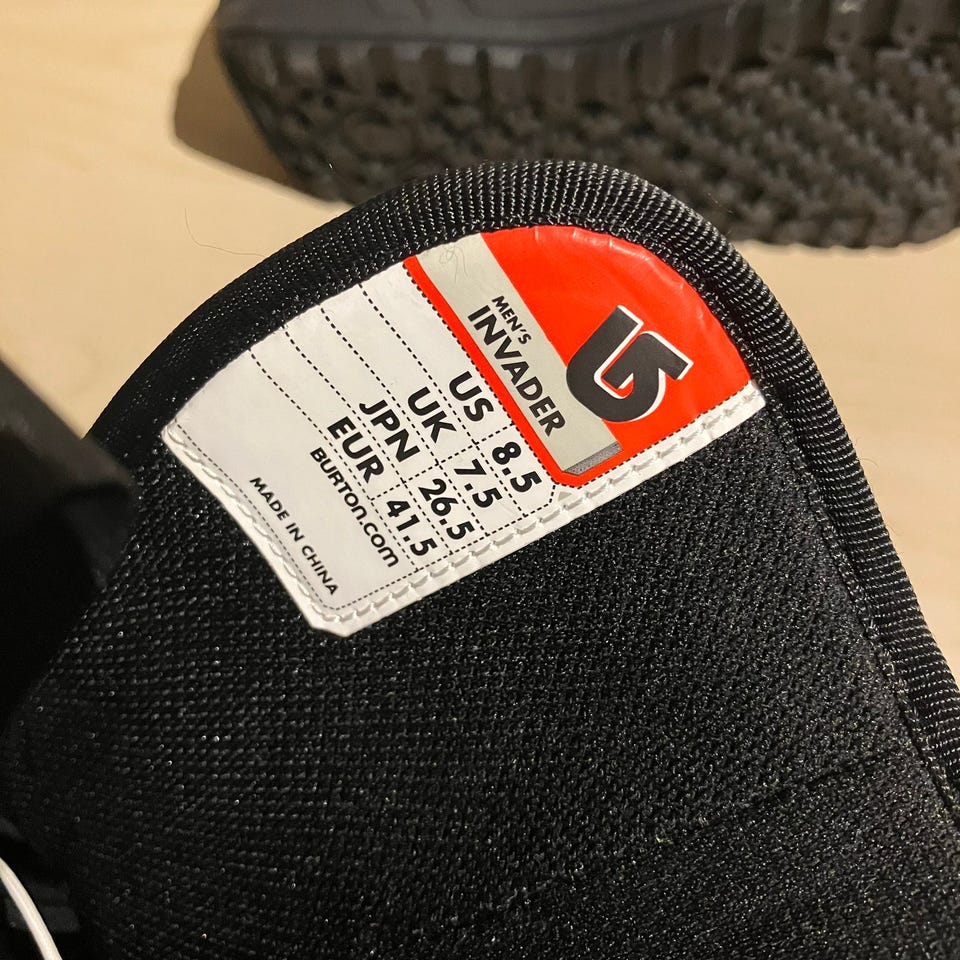 MEN'S
INVADER
US 8.5
UK 7.5
JPN 26.5
EUR 41.5
BURTON.COM
MADE IN CHINA